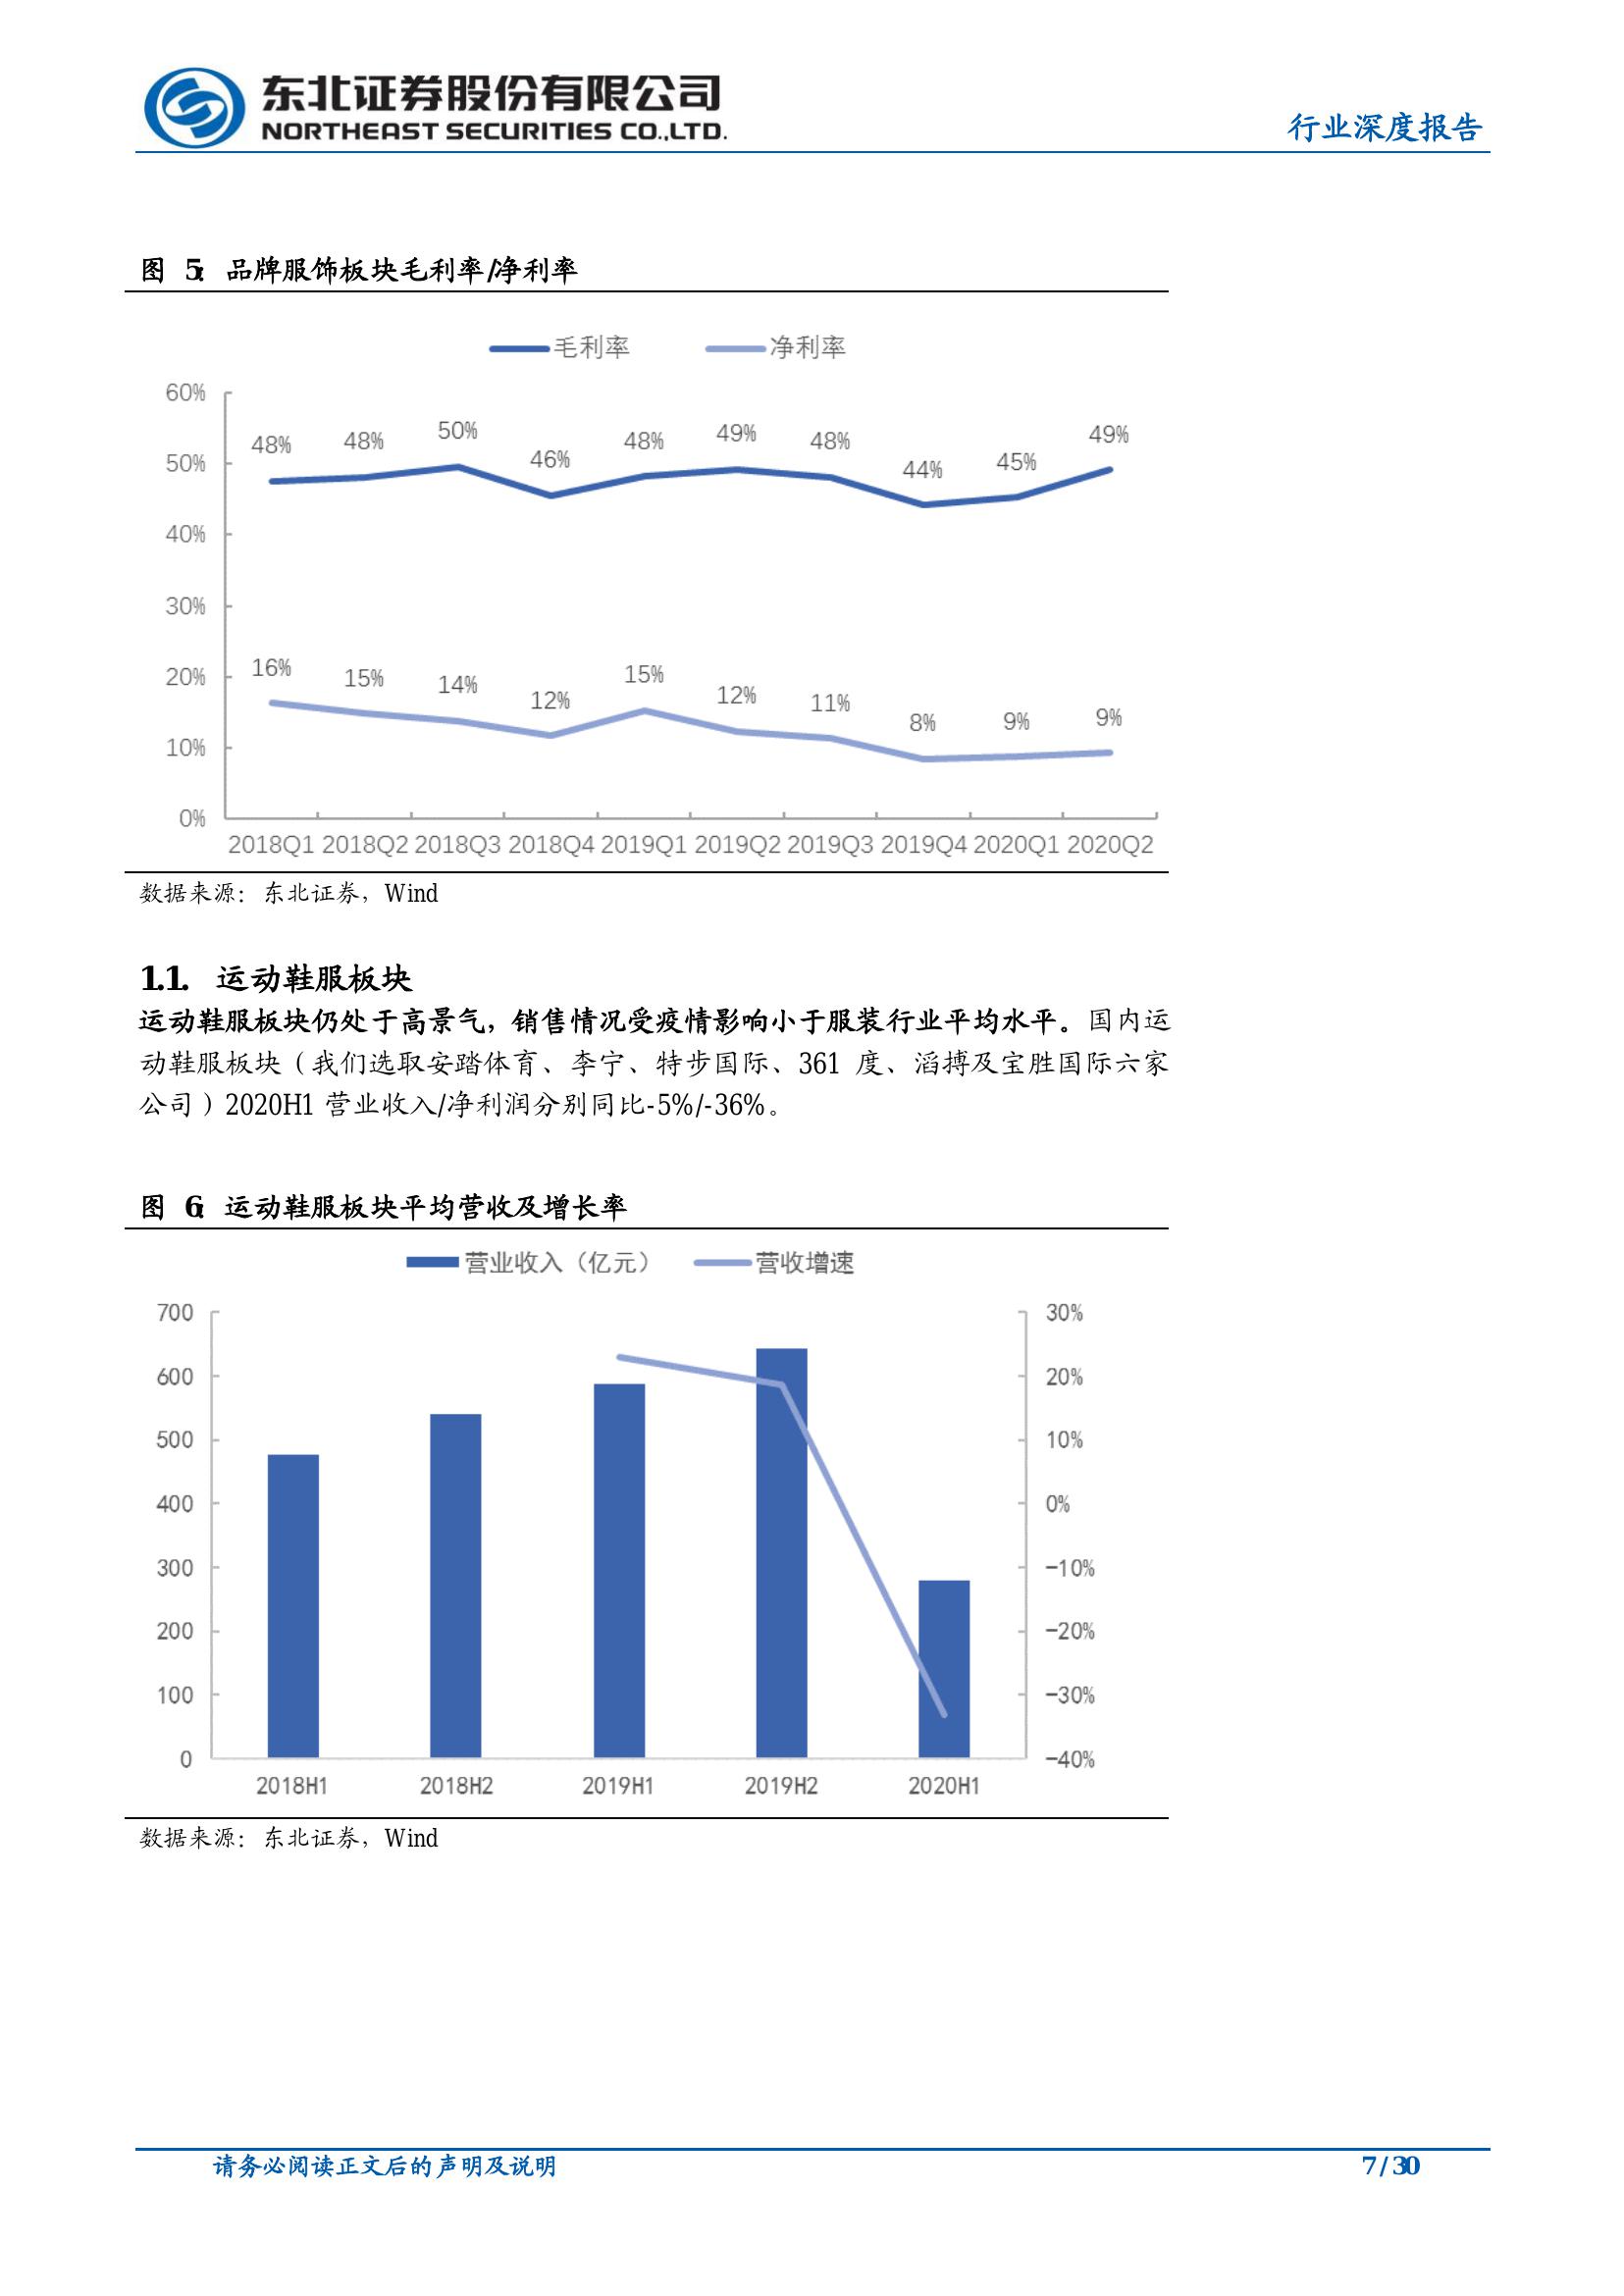 东北证券股份有限公司
NORTHEAST SECURITIES CO.,LTD.
行业深度报告
图 5: 品牌服饰板块毛利率/净利率
毛利率 净利率
60%
50%
40%
30%
20%
10%
0%
48% 48% 50% 46% 48% 49% 48% 44% 45% 49%
16% 15% 14% 12% 15% 12% 11% 8% 9% 9%
2018Q1 2018Q2 2018Q3 2018Q4 2019Q1 2019Q2 2019Q3 2019Q4 2020Q1 2020Q2
数据来源：东北证券，Wind
1.1. 运动鞋服板块
运动鞋服板块仍处于高景气，销售情况受疫情影响小于服装行业平均水平。国内运
动鞋服板块（我们选取安踏体育、李宁、特步国际、361 度、滔搏及宝胜国际六家
公司）2020H1 营业收入/净利润分别同比-5%/-36%。
图 6: 运动鞋服板块平均营收及增长率
营业收入（亿元） 营收增速
700
600
500
400
300
200
100
0
30%
20%
10%
0%
-10%
-20%
-30%
-40%
2018H1 2018H2 2019H1 2019H2 2020H1
数据来源：东北证券，Wind
请务必阅读正文后的声明及说明
7 / 30